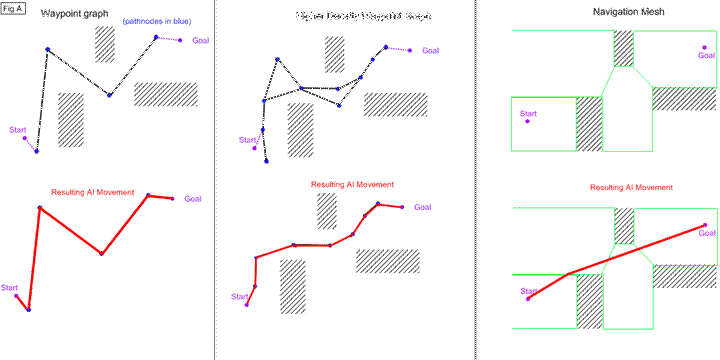 Fig A
Waypoint graph
(pathnodes in blue)
Goal
Start
Resulting AI Movement
Goal
Start
Higher Density Waypoint Graph
Goal
Start
Resulting AI Movement
Goal
Start
Navigation Mesh
Goal
Start
Resulting AI Movement
Goal
Start